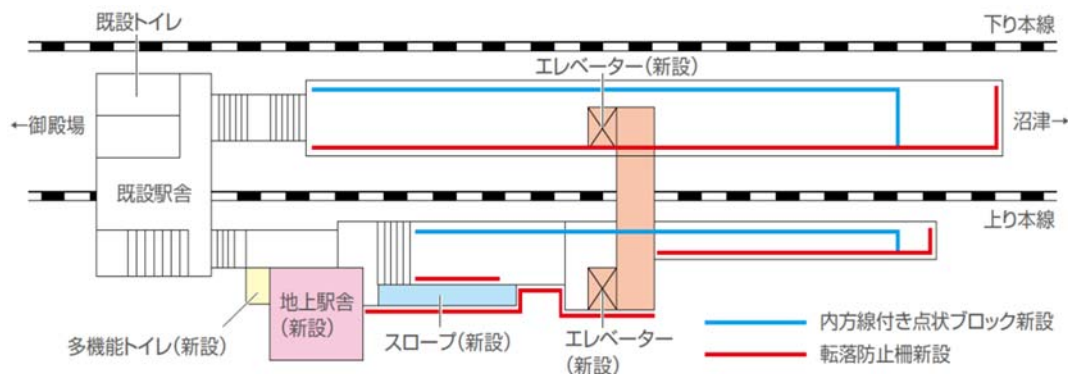 既設トイレ
下り本線
エレベーター(新設)
←御殿場
沼津→
既設駅舎
上り本線
地上駅舎
(新設)
多機能トイレ(新設)
スロープ(新設)
エレベーター
(新設)
内方線付き点状ブロック新設
転落防止柵新設